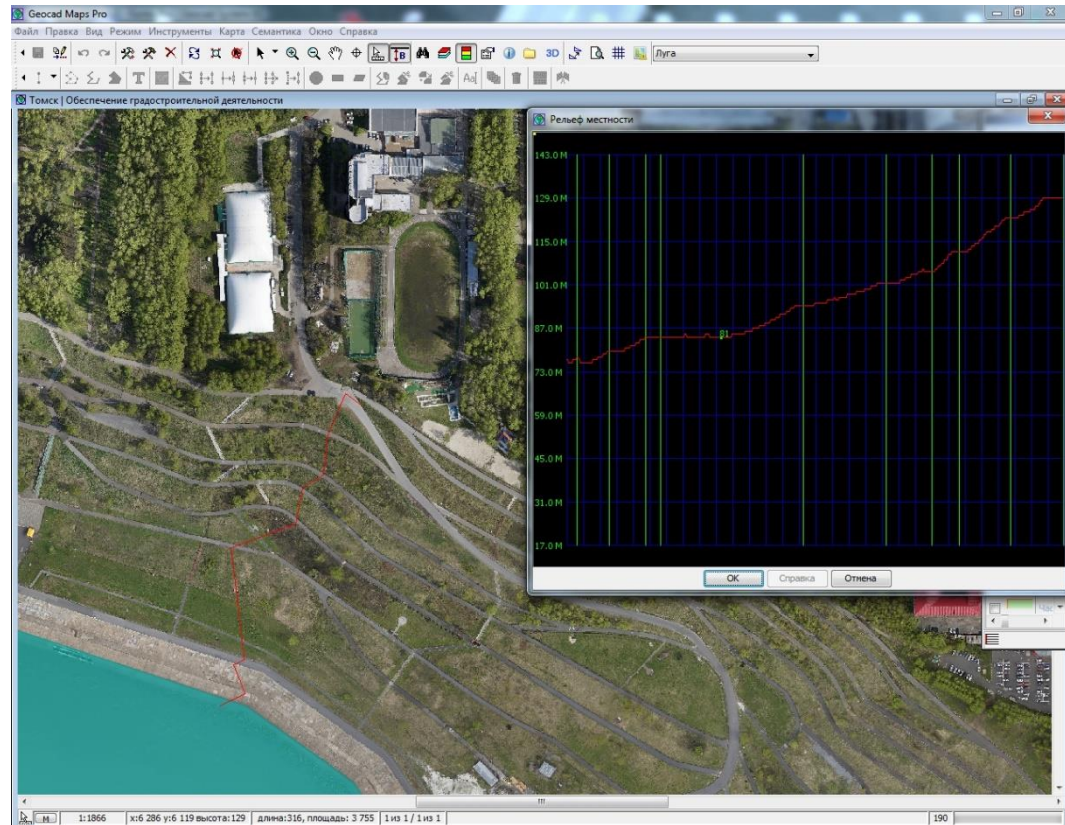 Geocad Maps Pro
Файл Правка Вид Режим Инструменты Карта Семантика Окно Справка
B 3D Луга
T Aq
Томск | Обеспечение градостроительной деятельности
Рельеф местности
143.0 М
129.0 М
115.0 М
101.0 М
87.0 М
81
73.0 М
59.0 М
45.0 М
31.0 М
17.0 М
ОК Справка Отмена
М 1:1866 x:6 286 y:6 119 высота:129 длина:316, площадь: 3 755 1 из 1 / 1 из 1 190